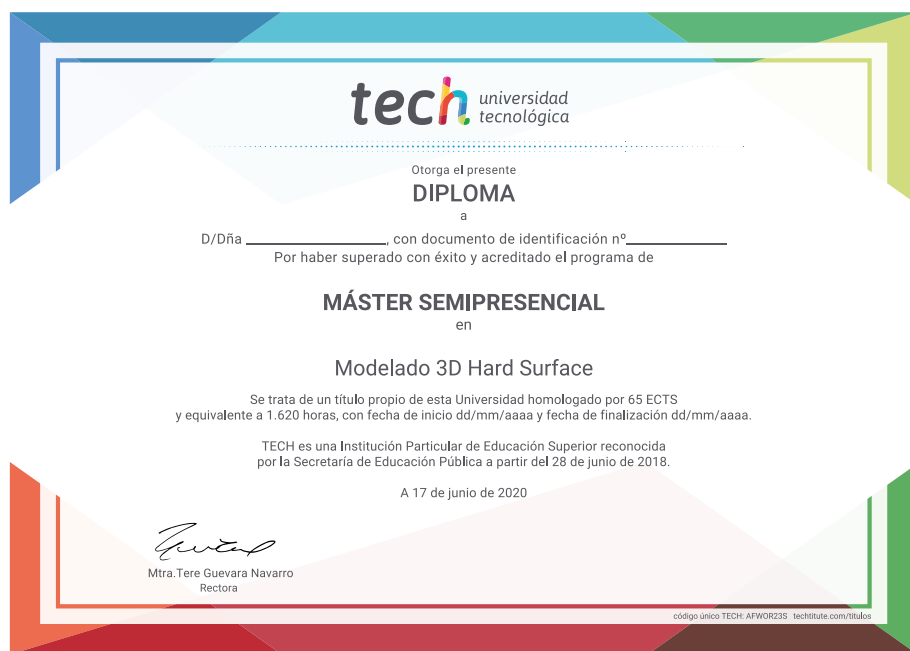 tech universidad
tecnológica
Otorga el presente
DIPLOMA
a
D/Dña ________________, con documento de identificación nº____________
Por haber superado con éxito y acreditado el programa de
MÁSTER SEMIPRESENCIAL
en
Modelado 3D Hard Surface
Se trata de un título propio de esta Universidad homologado por 65 ECTS
y equivalente a 1.620 horas, con fecha de inicio dd/mm/aaaa y fecha de finalización dd/mm/aaaa.
TECH es una Institución Particular de Educación Superior reconocida
por la Secretaría de Educación Pública a partir del 28 de junio de 2018.
A 17 de junio de 2020
Mtra.Tere Guevara Navarro
Rectora
código único TECH: AFWOR23S techtitute.com/titulos